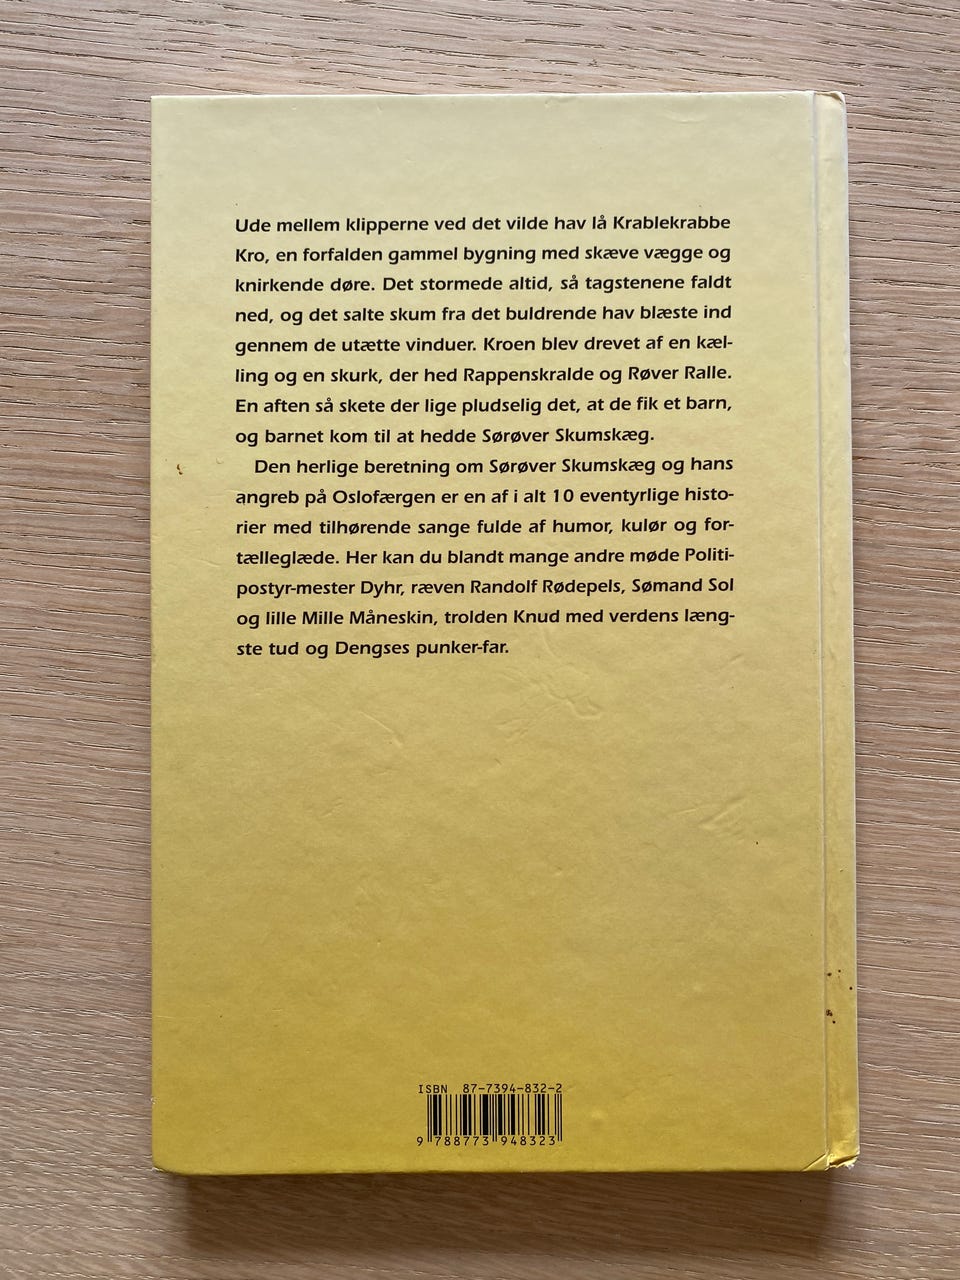 Ude mellem klipperne ved det vilde hav lå Krablekrabbe
Kro, en forfalden gammel bygning med skæve vægge og
knirkende døre. Det stormede altid, så tagstenene faldt
ned, og det salte skum fra det buldrende hav blæste ind
gennem de utætte vinduer. Kroen blev drevet af en kæl-
ling og en skurk, der hed Rappenskralde og Røver Ralle.
En aften så skete der lige pludselig det, at de fik et barn,
og barnet kom til at hedde Sørøver Skumskæg.
Den herlige beretning om Sørøver Skumskæg og hans
angreb på Oslofærgen er en af i alt 10 eventyrlige histo-
rier med tilhørende sange fulde af humor, kulør og for-
tælleglæde. Her kan du blandt mange andre møde Politi-
postyr-mester Dyhr, ræven Randolf Rødepels, Sømand Sol
og lille Mille Måneskin, trolden Knud med verdens læng-
ste tud og Dengses punker-far.
ISBN 87-7394-832-2
9 788773 948323